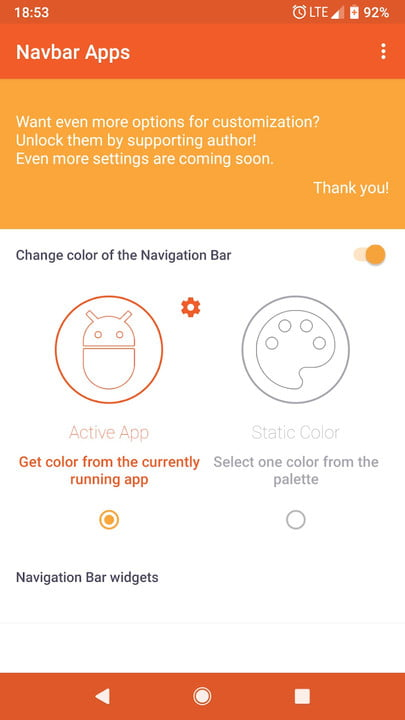 18:53 LTE 92%
Navbar Apps
Want even more options for customization?
Unlock them by supporting author!
Even more settings are coming soon.
Thank you!
Change color of the Navigation Bar
Active App
Get color from the currently
running app
Static Color
Select one color from the
palette
Navigation Bar widgets